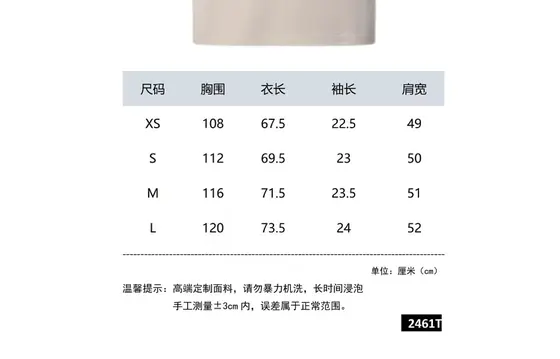 尺码 胸围 衣长 袖长 肩宽
XS 108 67.5 22.5 49
S 112 69.5 23 50
M 116 71.5 23.5 51
L 120 73.5 24 52
单位：厘米（cm）
温馨提示：高端定制面料，请勿暴力机洗，长时间浸泡
手工测量±3cm内，误差属于正常范围。
2461T